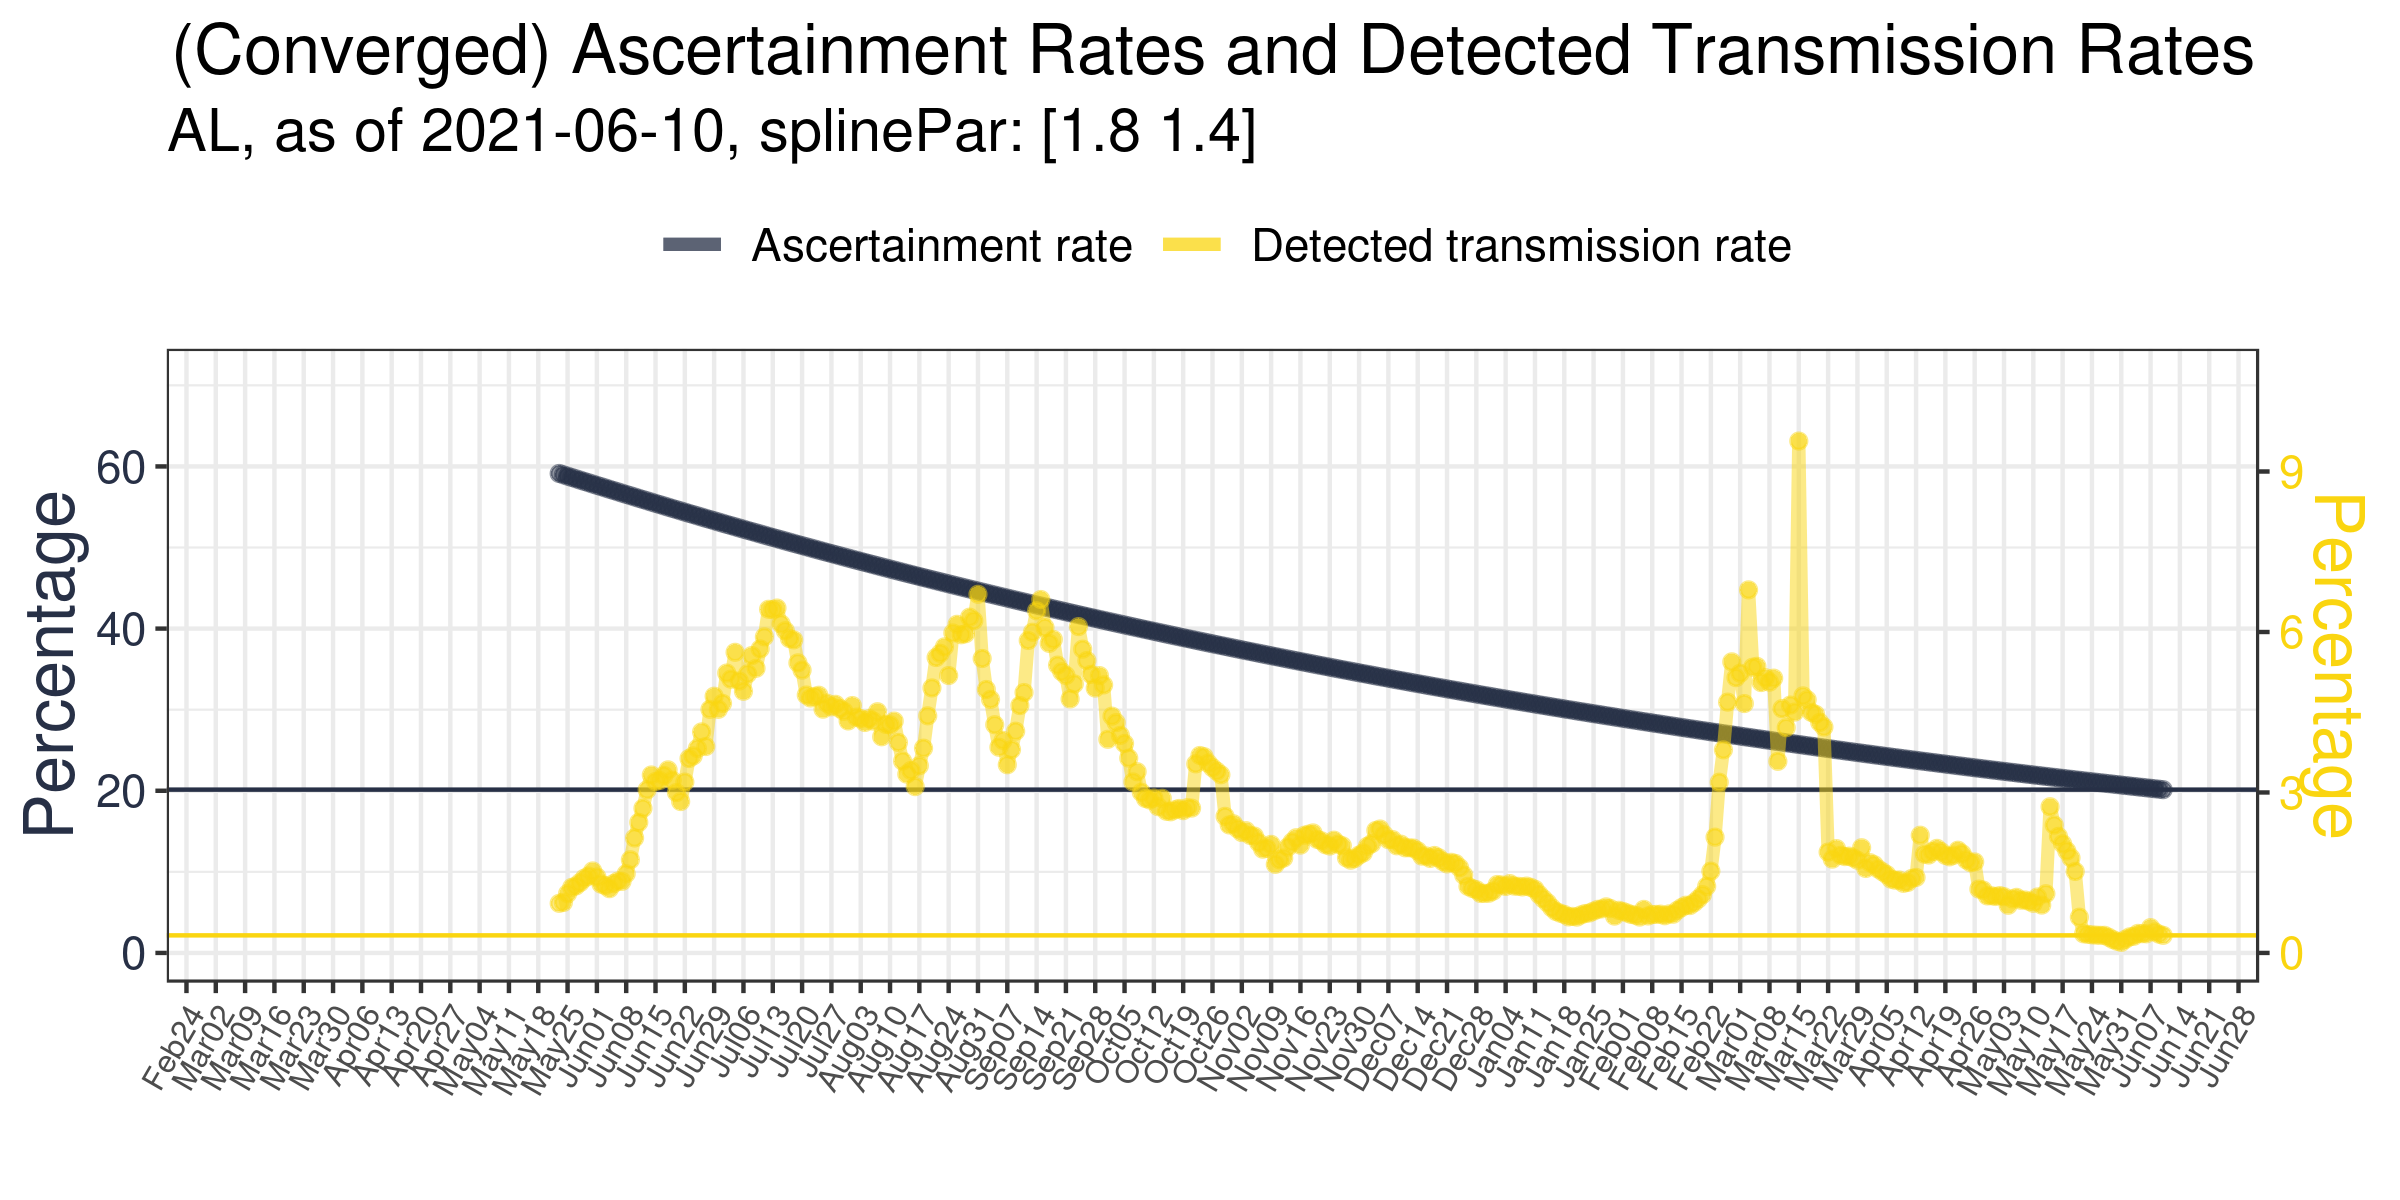 (Converged) Ascertainment Rates and Detected Transmission Rates
AL, as of 2021-06-10, splinePar: [1.8 1.4]
Ascertainment rate
Detected transmission rate
Percentage
60
40
20
0
9
6
3
0
Percentage
Feb24
Mar02
Mar09
Mar16
Mar23
Mar30
Apr06
Apr13
Apr20
Apr27
May04
May11
May18
May25
Jun01
Jun08
Jun15
Jun22
Jun29
Jul06
Jul13
Jul20
Jul27
Aug03
Aug10
Aug17
Aug24
Aug31
Sep07
Sep14
Sep21
Sep28
Oct05
Oct12
Oct19
Oct26
Nov02
Nov09
Nov16
Nov23
Nov30
Dec07
Dec14
Dec21
Dec28
Jan04
Jan11
Jan18
Jan25
Feb01
Feb08
Feb15
Feb22
Mar01
Mar08
Mar15
Mar22
Mar29
Apr05
Apr12
Apr19
Apr26
May03
May10
May17
May24
May31
Jun07
Jun14
Jun21
Jun28